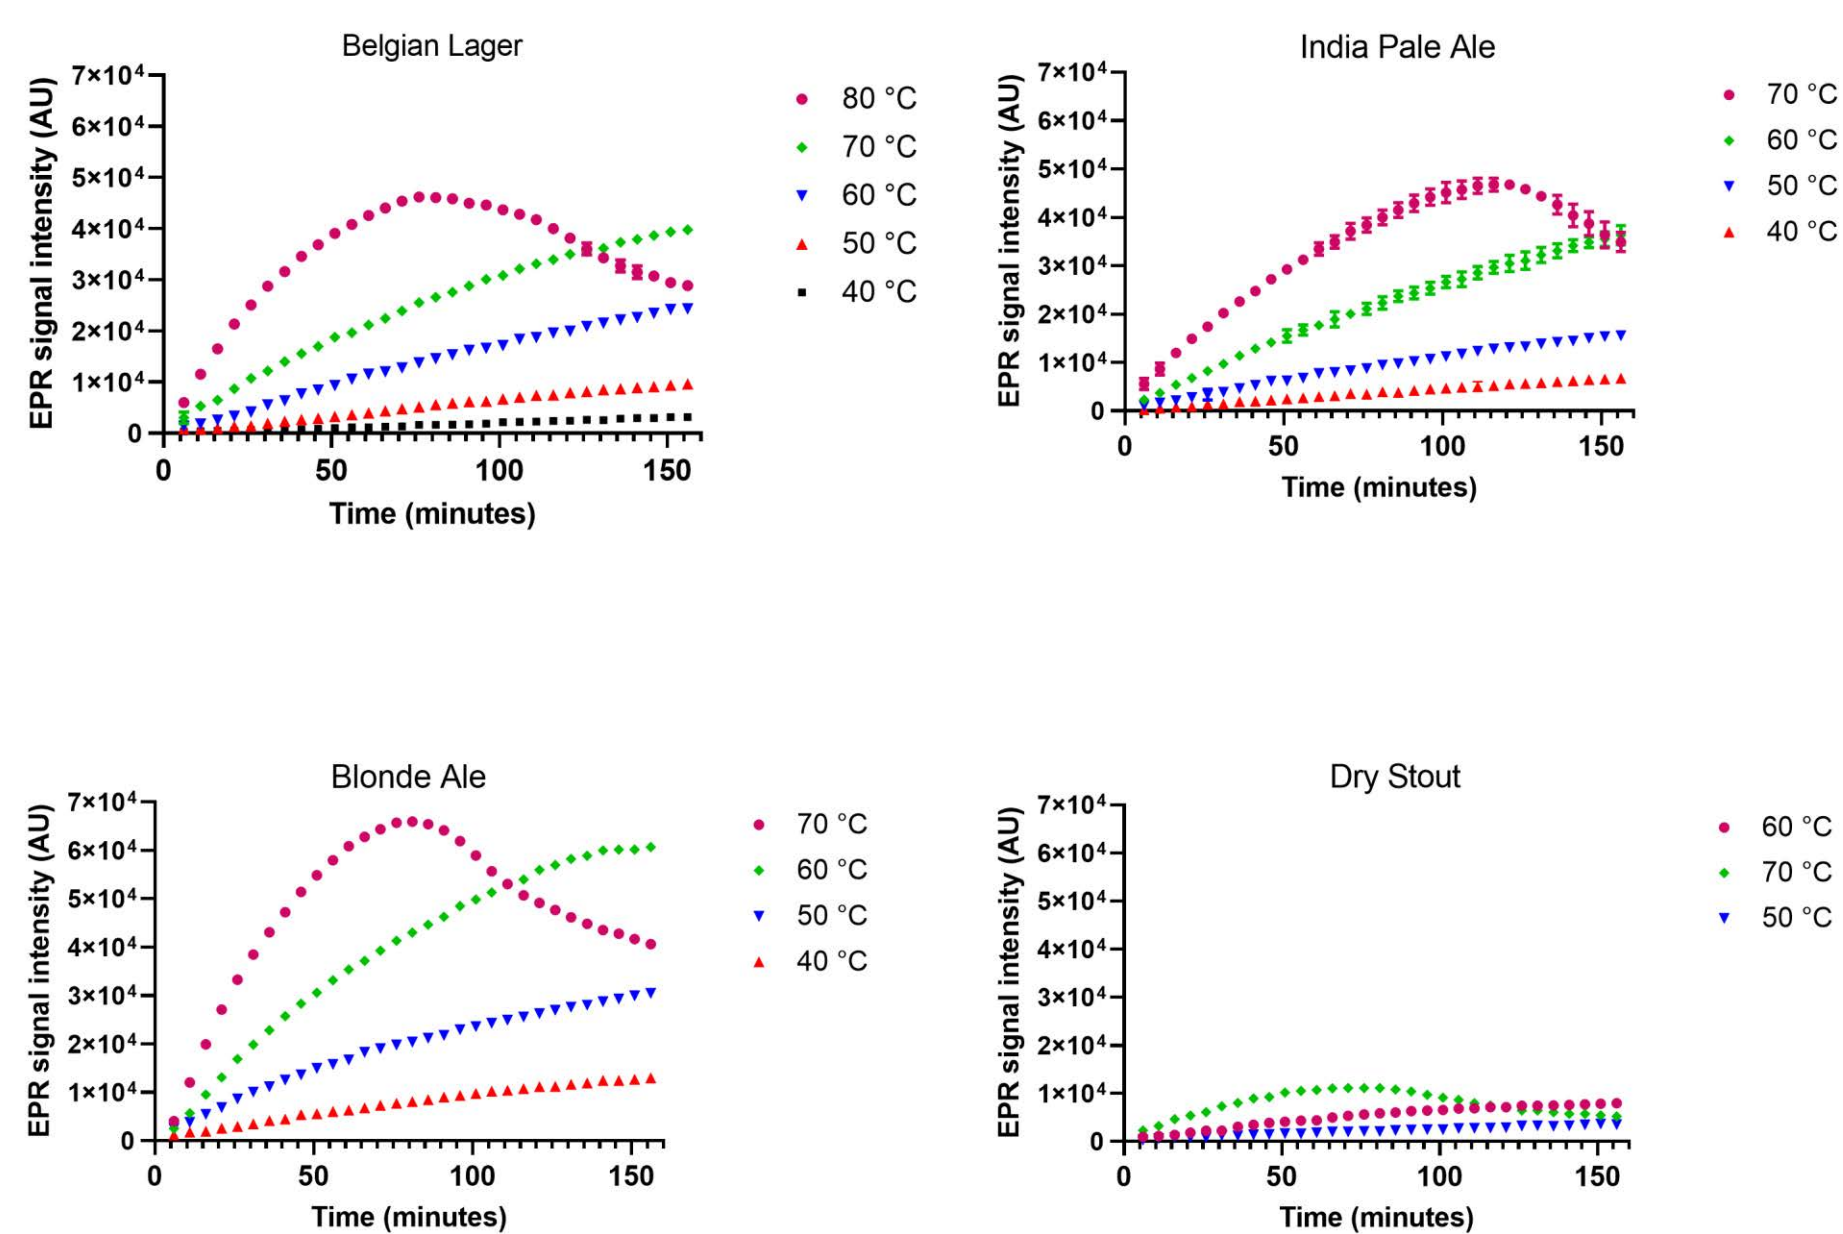 Belgian Lager
EPR signal intensity (AU)
7×10⁴
6×10⁴
5×10⁴
4×10⁴
3×10⁴
2×10⁴
1×10⁴
0
0 50 100 150
Time (minutes)
80 °C
70 °C
60 °C
50 °C
40 °C
India Pale Ale
EPR signal intensity (AU)
7×10⁴
6×10⁴
5×10⁴
4×10⁴
3×10⁴
2×10⁴
1×10⁴
0
0 50 100 150
Time (minutes)
70 °C
60 °C
50 °C
40 °C
Blonde Ale
EPR signal intensity (AU)
7×10⁴
6×10⁴
5×10⁴
4×10⁴
3×10⁴
2×10⁴
1×10⁴
0
0 50 100 150
Time (minutes)
70 °C
60 °C
50 °C
40 °C
Dry Stout
EPR signal intensity (AU)
7×10⁴
6×10⁴
5×10⁴
4×10⁴
3×10⁴
2×10⁴
1×10⁴
0
0 50 100 150
Time (minutes)
60 °C
70 °C
50 °C